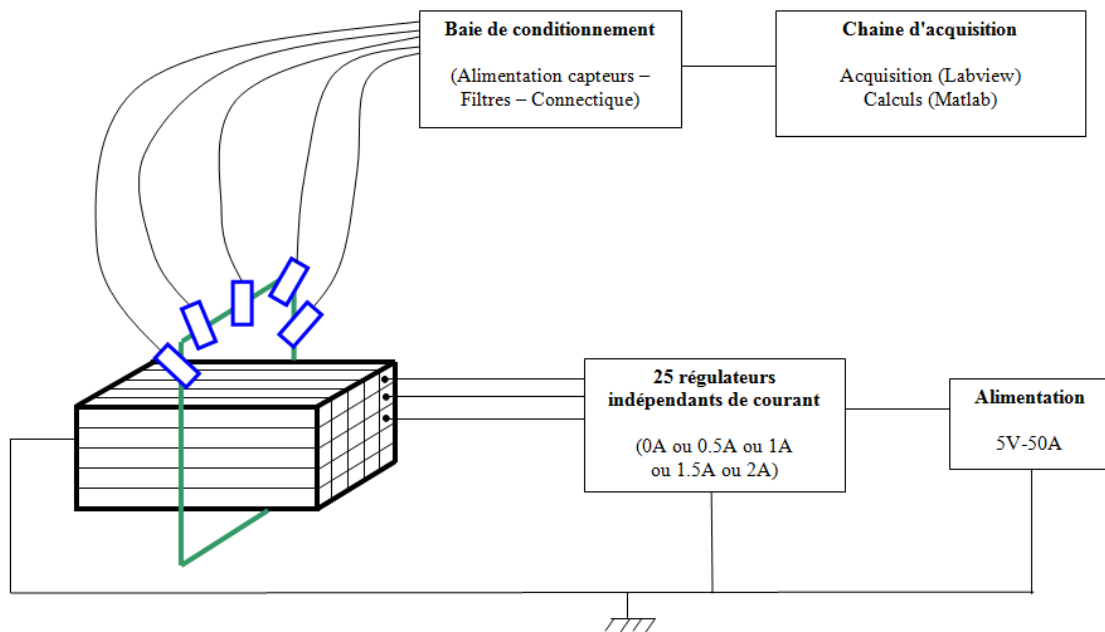 Baie de conditionnement
(Alimentation capteurs –
Filtres – Connectique)
Chaine d'acquisition
Acquisition (Labview)
Calculs (Matlab)
25 régulateurs
indépendants de courant
(0A ou 0.5A ou 1A
ou 1.5A ou 2A)
Alimentation
5V-50A